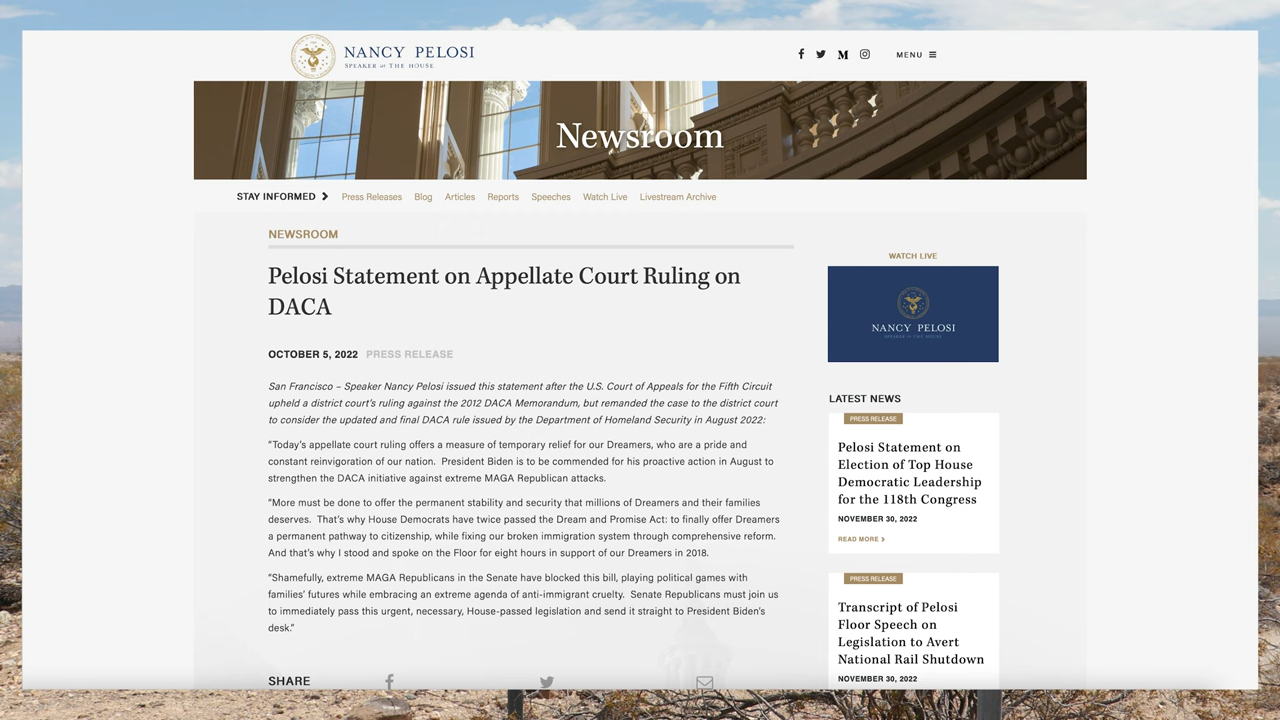 NANCY PELOSI
SPEAKER of THE HOUSE
MENU
Newsroom
STAY INFORMED
Press Releases
Blog
Articles
Reports
Speeches
Watch Live
Livestream Archive
NEWSROOM
Pelosi Statement on Appellate Court Ruling on
DACA
OCTOBER 5, 2022 PRESS RELEASE
San Francisco – Speaker Nancy Pelosi issued this statement after the U.S. Court of Appeals for the Fifth Circuit
upheld a district court's ruling against the 2012 DACA Memorandum, but remanded the case to the district court
to consider the updated and final DACA rule issued by the Department of Homeland Security in August 2022:
"Today's appellate court ruling offers a measure of temporary relief for our Dreamers, who are a pride and
constant reinvigoration of our nation.  President Biden is to be commended for his proactive action in August to
strengthen the DACA initiative against extreme MAGA Republican attacks.
"More must be done to offer the permanent stability and security that millions of Dreamers and their families
deserves.  That's why House Democrats have twice passed the Dream and Promise Act: to finally offer Dreamers
a permanent pathway to citizenship, while fixing our broken immigration system through comprehensive reform.
And that's why I stood and spoke on the Floor for eight hours in support of our Dreamers in 2018.
"Shamefully, extreme MAGA Republicans in the Senate have blocked this bill, playing political games with
families' futures while embracing an extreme agenda of anti-immigrant cruelty.  Senate Republicans must join us
to immediately pass this urgent, necessary, House-passed legislation and send it straight to President Biden's
desk."
SHARE
WATCH LIVE
NANCY PELOSI
SPEAKER of THE HOUSE
LATEST NEWS
PRESS RELEASE
Pelosi Statement on
Election of Top House
Democratic Leadership
for the 118th Congress
NOVEMBER 30, 2022
READ MORE
PRESS RELEASE
Transcript of Pelosi
Floor Speech on
Legislation to Avert
National Rail Shutdown
NOVEMBER 30, 2022